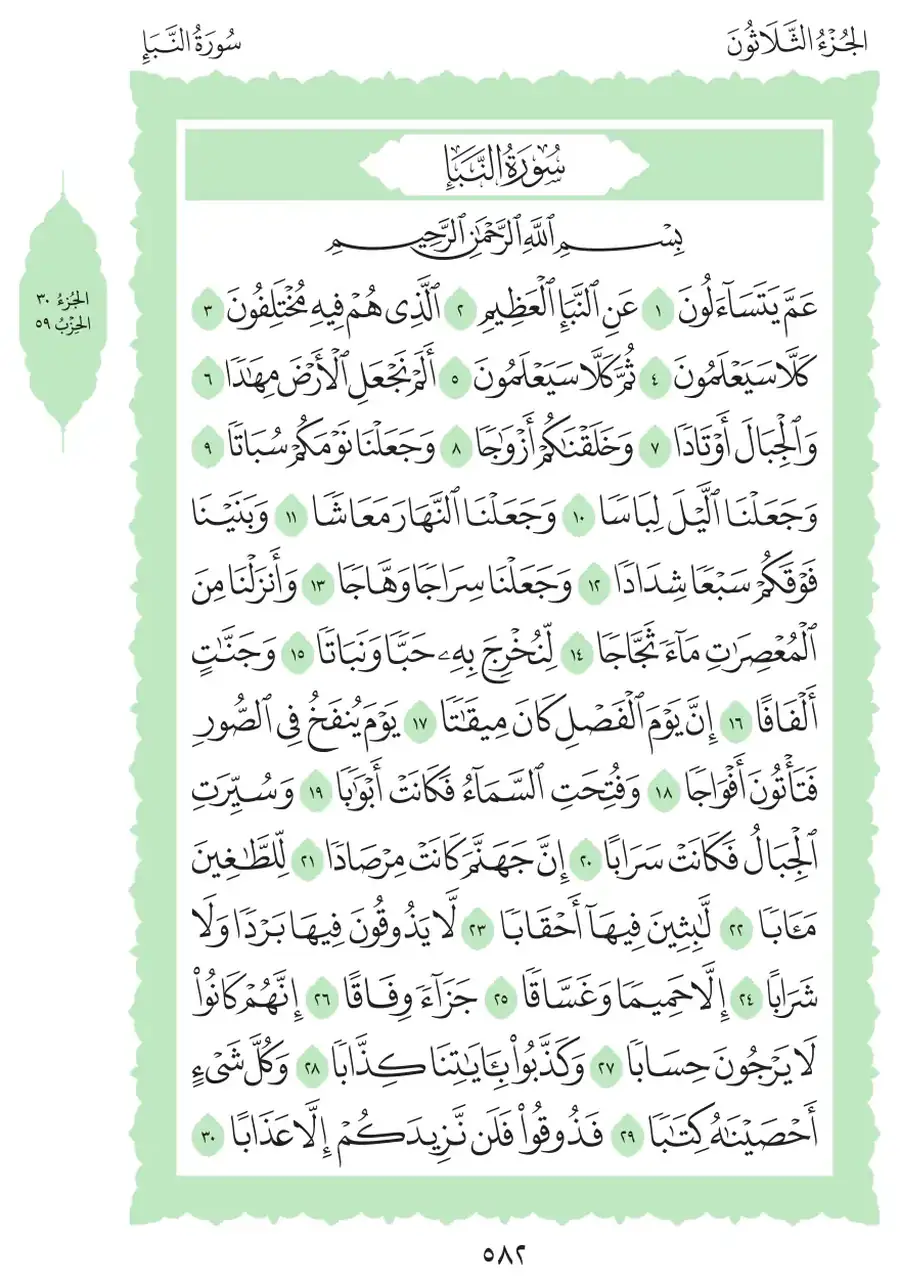 الجُزْءُ الثَّلَاثُونَ
سُورَةُ النَّبَإِ
سُورَةُ النَّبَإِ
بِسْمِ ٱللَّهِ ٱلرَّحْمَٰنِ ٱلرَّحِيمِ
الجُزْءُ ٣٠
الحِزْبُ ٥٩
عَمَّ يَتَسَآءَلُونَ ١ عَنِ ٱلنَّبَإِ ٱلْعَظِيمِ ٢ ٱلَّذِى هُمْ فِيهِ مُخْتَلِفُونَ ٣
كَلَّا سَيَعْلَمُونَ ٤ ثُمَّ كَلَّا سَيَعْلَمُونَ ٥ أَلَمْ نَجْعَلِ ٱلْأَرْضَ مِهَٰدًا ٦
وَٱلْجِبَالَ أَوْتَادًا ٧ وَخَلَقْنَٰكُمْ أَزْوَٰجًا ٨ وَجَعَلْنَا نَوْمَكُمْ سُبَاتًا ٩
وَجَعَلْنَا ٱلَّيْلَ لِبَاسًا ١٠ وَجَعَلْنَا ٱلنَّهَارَ مَعَاشًا ١١ وَبَنَيْنَا
فَوْقَكُمْ سَبْعًا شِدَادًا ١٢ وَجَعَلْنَا سِرَاجًا وَهَّاجًا ١٣ وَأَنزَلْنَا مِنَ
ٱلْمُعْصِرَٰتِ مَآءً ثَجَّاجًا ١٤ لِّنُخْرِجَ بِهِۦ حَبًّا وَنَبَاتًا ١٥ وَجَنَّٰتٍ
أَلْفَافًا ١٦ إِنَّ يَوْمَ ٱلْفَصْلِ كَانَ مِيقَٰتًا ١٧ يَوْمَ يُنفَخُ فِى ٱلصُّورِ
فَتَأْتُونَ أَفْوَاجًا ١٨ وَفُتِحَتِ ٱلسَّمَآءُ فَكَانَتْ أَبْوَٰبًا ١٩ وَسُيِّرَتِ
ٱلْجِبَالُ فَكَانَتْ سَرَابًا ٢٠ إِنَّ جَهَنَّمَ كَانَتْ مِرْصَادًا ٢١ لِّلطَّٰغِينَ
مَـَٔابًا ٢٢ لَّٰبِثِينَ فِيهَآ أَحْقَابًا ٢٣ لَّا يَذُوقُونَ فِيهَا بَرْدًا وَلَا
شَرَابًا ٢٤ إِلَّا حَمِيمًا وَغَسَّاقًا ٢٥ جَزَآءً وِفَاقًا ٢٦ إِنَّهُمْ كَانُوا۟
لَا يَرْجُونَ حِسَابًا ٢٧ وَكَذَّبُوا۟ بِـَٔايَٰتِنَا كِذَّابًا ٢٨ وَكُلَّ شَىْءٍ
أَحْصَيْنَٰهُ كِتَٰبًا ٢٩ فَذُوقُوا۟ فَلَن نَّزِيدَكُمْ إِلَّا عَذَابًا ٣٠
٥٨٢